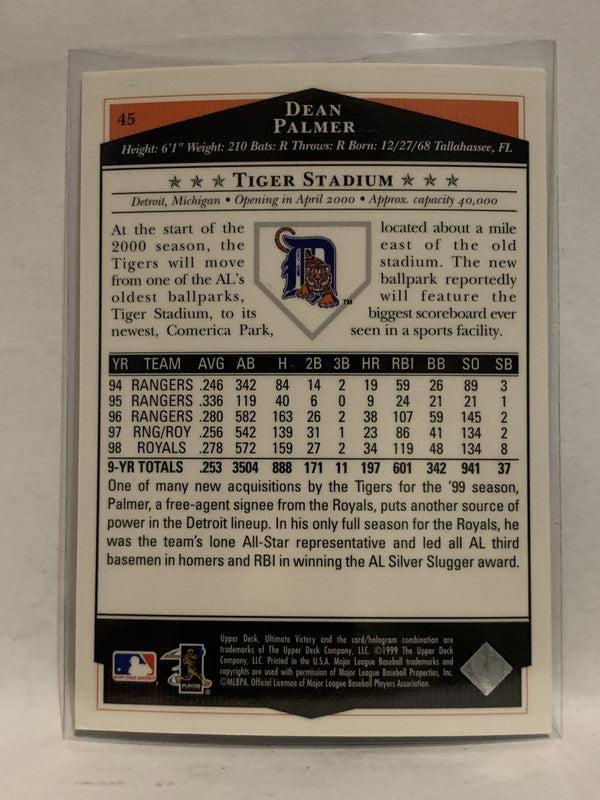 45
DEAN
PALMER
Height: 6'1" Weight: 210 Bats: R Throws: R Born: 12/27/68 Tallahassee, FL
★ ★ ★ TIGER STADIUM ★ ★ ★
Detroit, Michigan • Opening in April 2000 • Approx. capacity 40,000
At the start of the
2000 season, the
Tigers will move
from one of the AL's
oldest ballparks,
Tiger Stadium, to its
newest, Comerica Park,
D
TM
located about a mile
east of the old
stadium. The new
ballpark reportedly
will feature the
biggest scoreboard ever
seen in a sports facility.
YR TEAM AVG AB H 2B 3B HR RBI BB SO SB
94 RANGERS .246 342 84 14 2 19 59 26 89 3
95 RANGERS .336 119 40 6 0 9 24 21 21 1
96 RANGERS .280 582 163 26 2 38 107 59 145 2
97 RNG/ROY .256 542 139 31 1 23 86 41 134 2
98 ROYALS .278 572 159 27 2 34 119 48 134 8
9-YR TOTALS .253 3504 888 171 11 197 601 342 941 37
One of many new acquisitions by the Tigers for the '99 season,
Palmer, a free-agent signee from the Royals, puts another source of
power in the Detroit lineup. In his only full season for the Royals, he
was the team's lone All-Star representative and led all AL third
basemen in homers and RBI in winning the AL Silver Slugger award.
Upper Deck, Ultimate Victory and the card/hologram combination are
trademarks of The Upper Deck Company, LLC. ©1999 The Upper Deck
Company, LLC. Printed in the U.S.A. Major League Baseball trademarks and
copyrights are used with permission of Major League Baseball Properties, Inc.
©MLBPA. Official Licensee of Major League Baseball Players Association.
PLAYERS